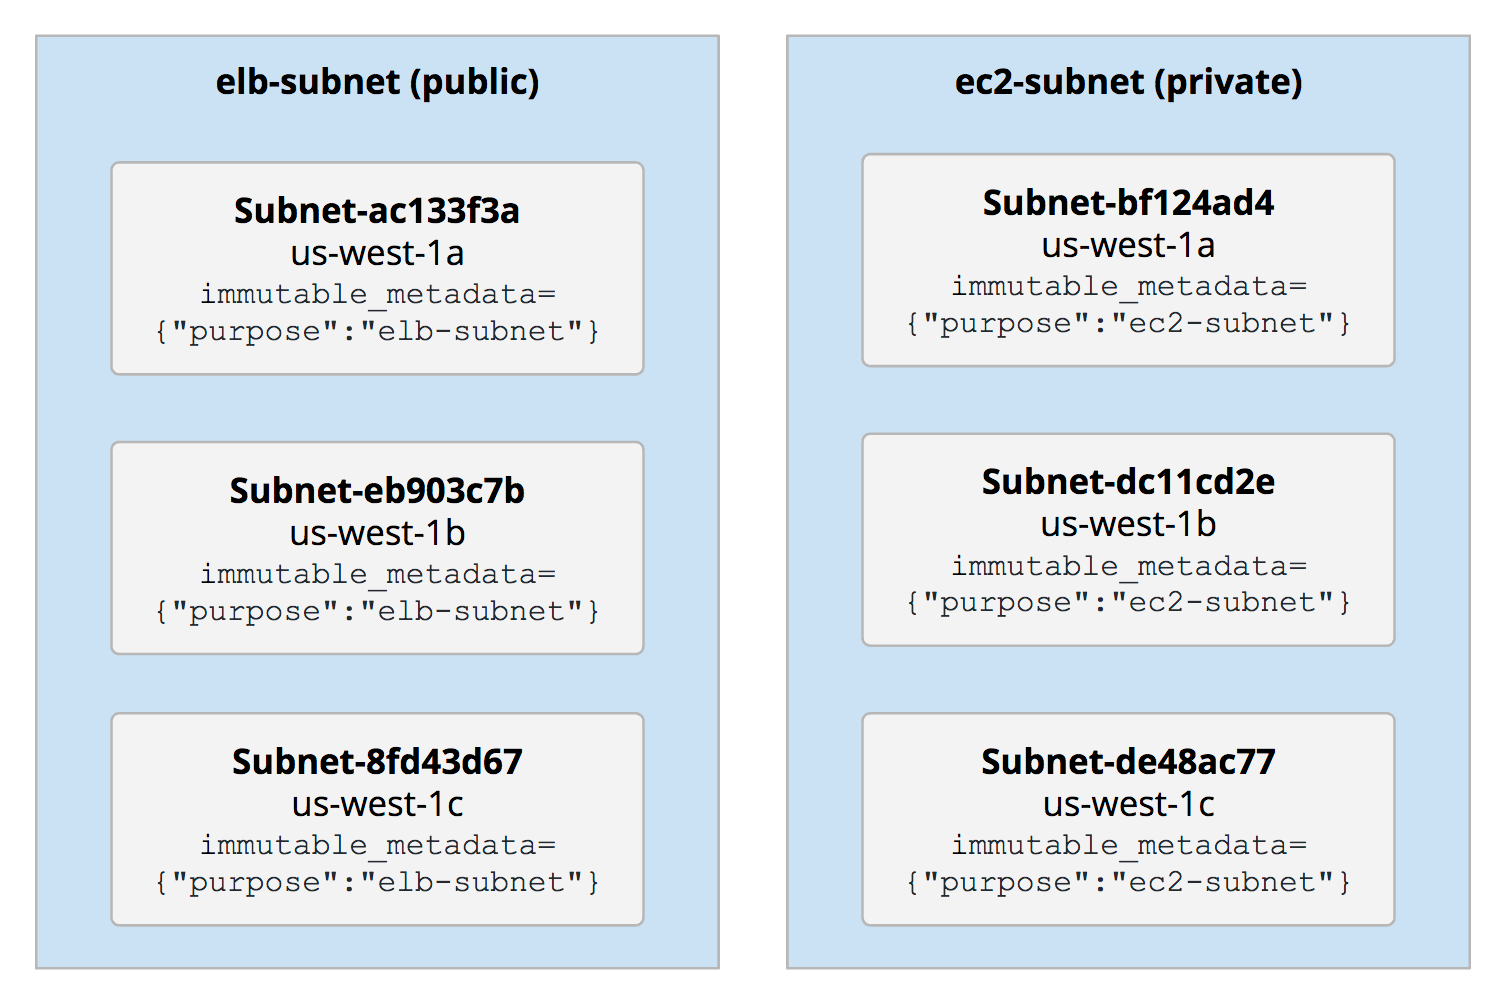 elb-subnet (public)
Subnet-ac133f3a
us-west-1a
immutable_metadata=
{"purpose":"elb-subnet"}
Subnet-eb903c7b
us-west-1b
immutable_metadata=
{"purpose":"elb-subnet"}
Subnet-8fd43d67
us-west-1c
immutable_metadata=
{"purpose":"elb-subnet"}
ec2-subnet (private)
Subnet-bf124ad4
us-west-1a
immutable_metadata=
{"purpose":"ec2-subnet"}
Subnet-dc11cd2e
us-west-1b
immutable_metadata=
{"purpose":"ec2-subnet"}
Subnet-de48ac77
us-west-1c
immutable_metadata=
{"purpose":"ec2-subnet"}